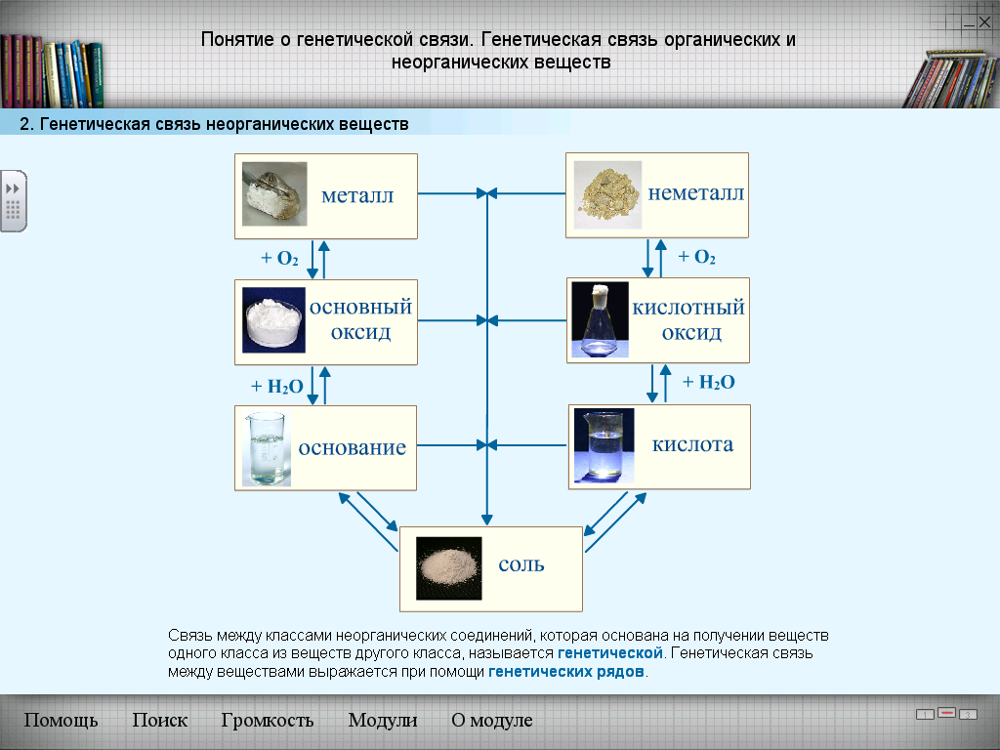 Понятие о генетической связи. Генетическая связь органических и
неорганических веществ
2. Генетическая связь неорганических веществ
металл
неметалл
+ O₂
+ O₂
основный
оксид
кислотный
оксид
+ H₂O
+ H₂O
основание
кислота
соль
Связь между классами неорганических соединений, которая основана на получении веществ
одного класса из веществ другого класса, называется генетической. Генетическая связь
между веществами выражается при помощи генетических рядов.
Помощь Поиск Громкость Модули О модуле